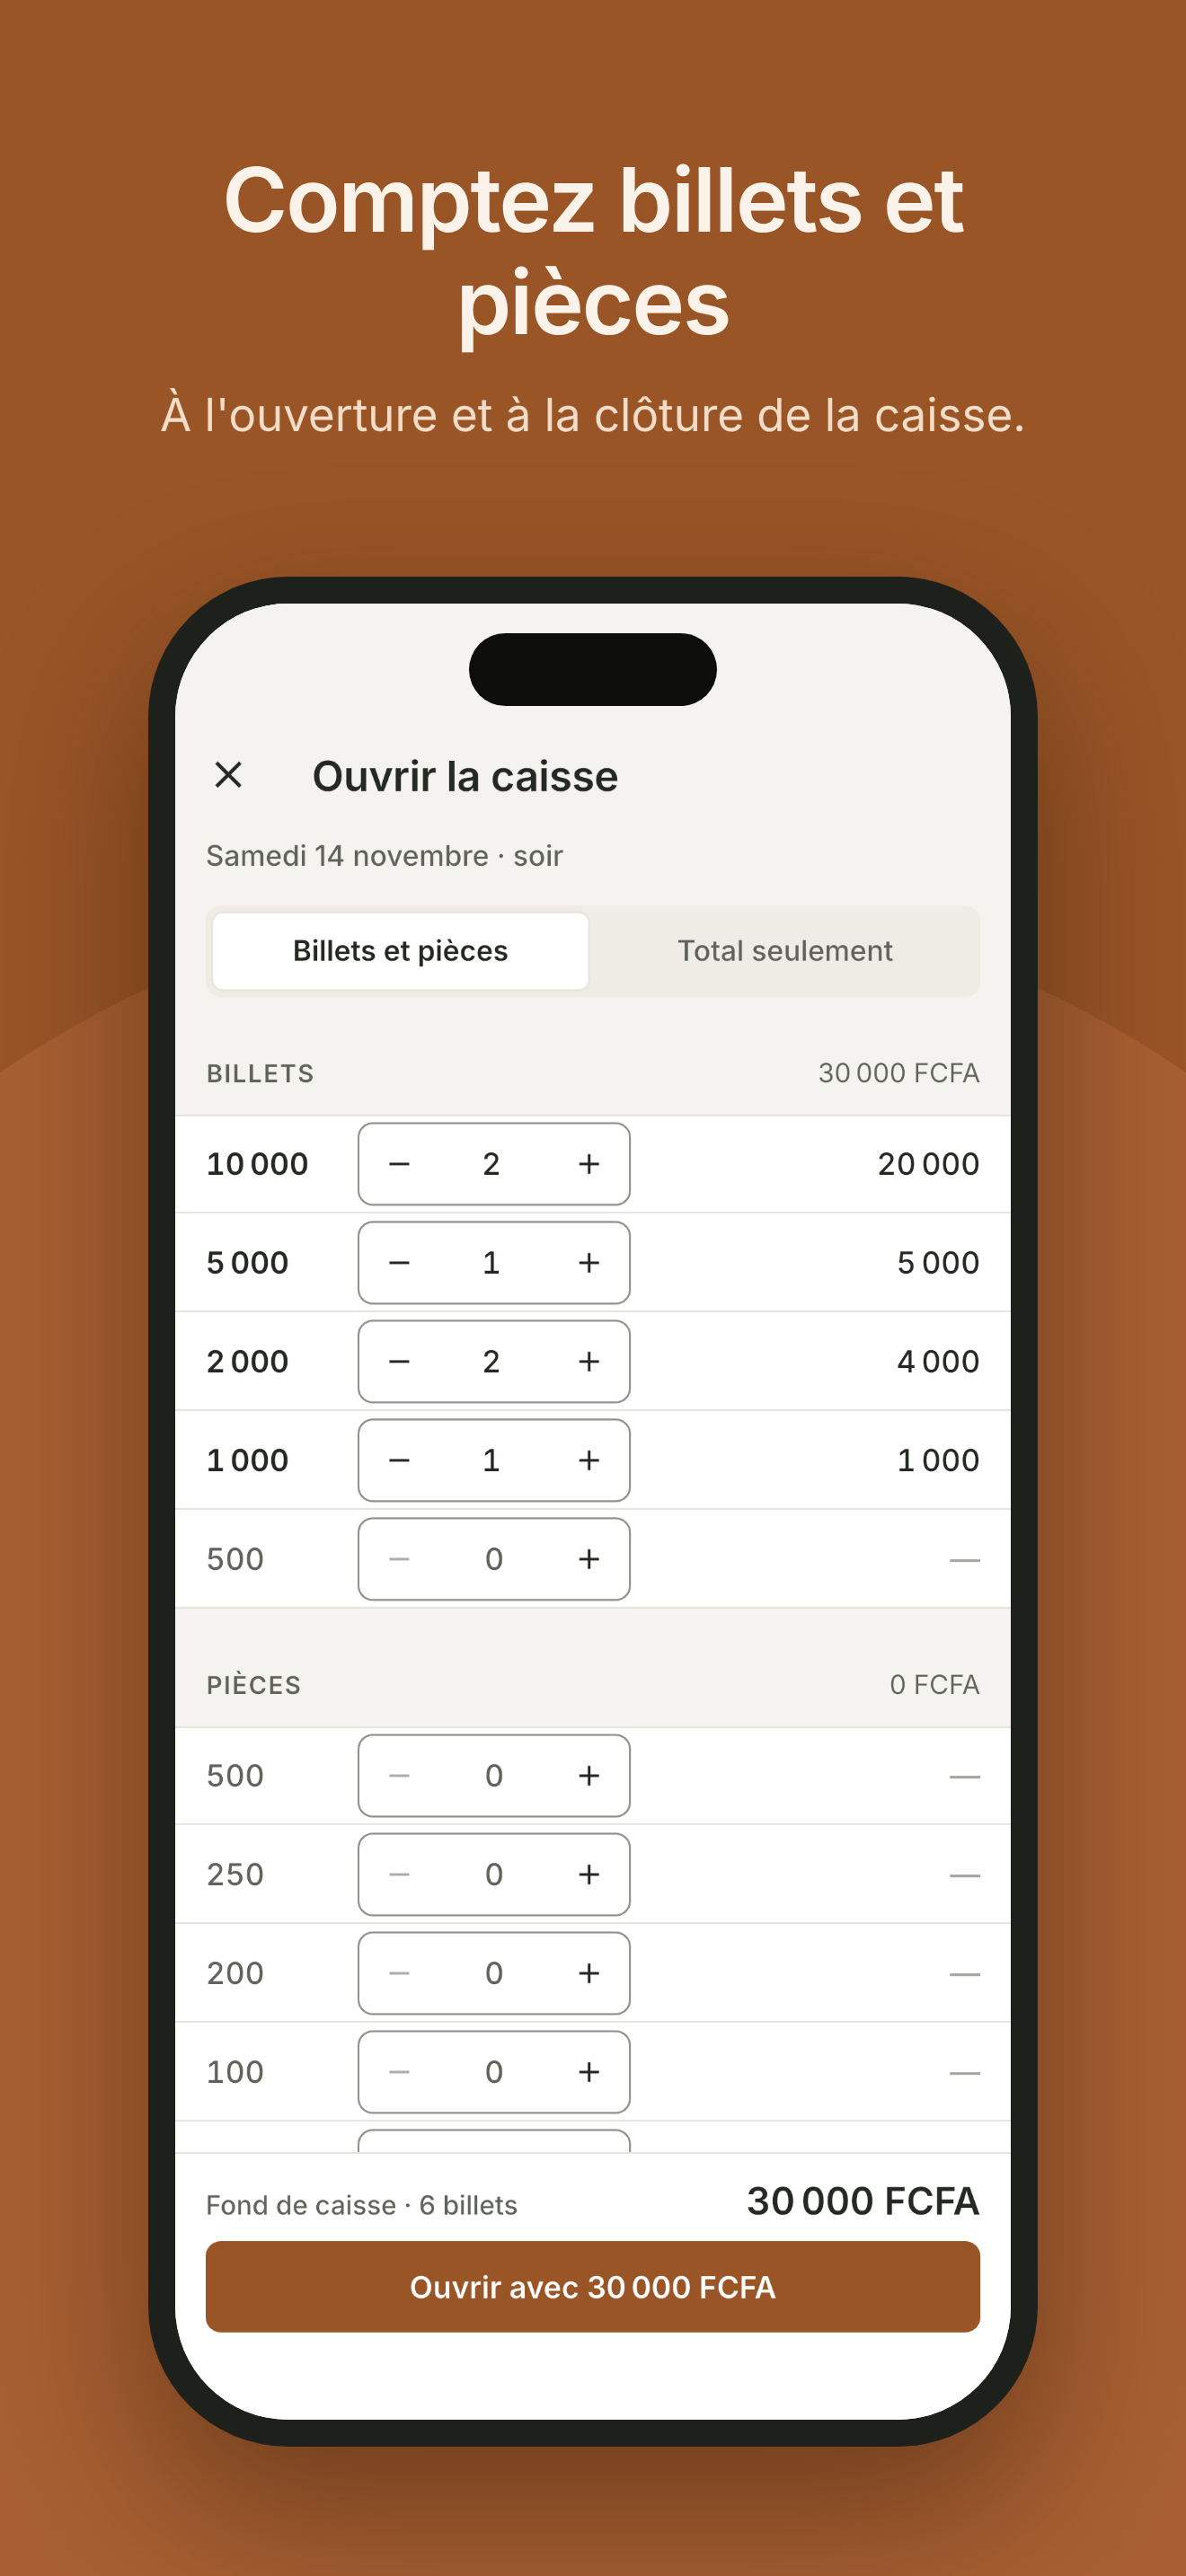 Comptez billets et
pièces
À l'ouverture et à la clôture de la caisse.
Ouvrir la caisse
Samedi 14 novembre · soir
Billets et pièces Total seulement
BILLETS 30 000 FCFA
10 000 − 2 + 20 000
5 000 − 1 + 5 000
2 000 − 2 + 4 000
1 000 − 1 + 1 000
500 − 0 + —
PIÈCES 0 FCFA
500 − 0 + —
250 − 0 + —
200 − 0 + —
100 − 0 + —
Fond de caisse · 6 billets 30 000 FCFA
Ouvrir avec 30 000 FCFA